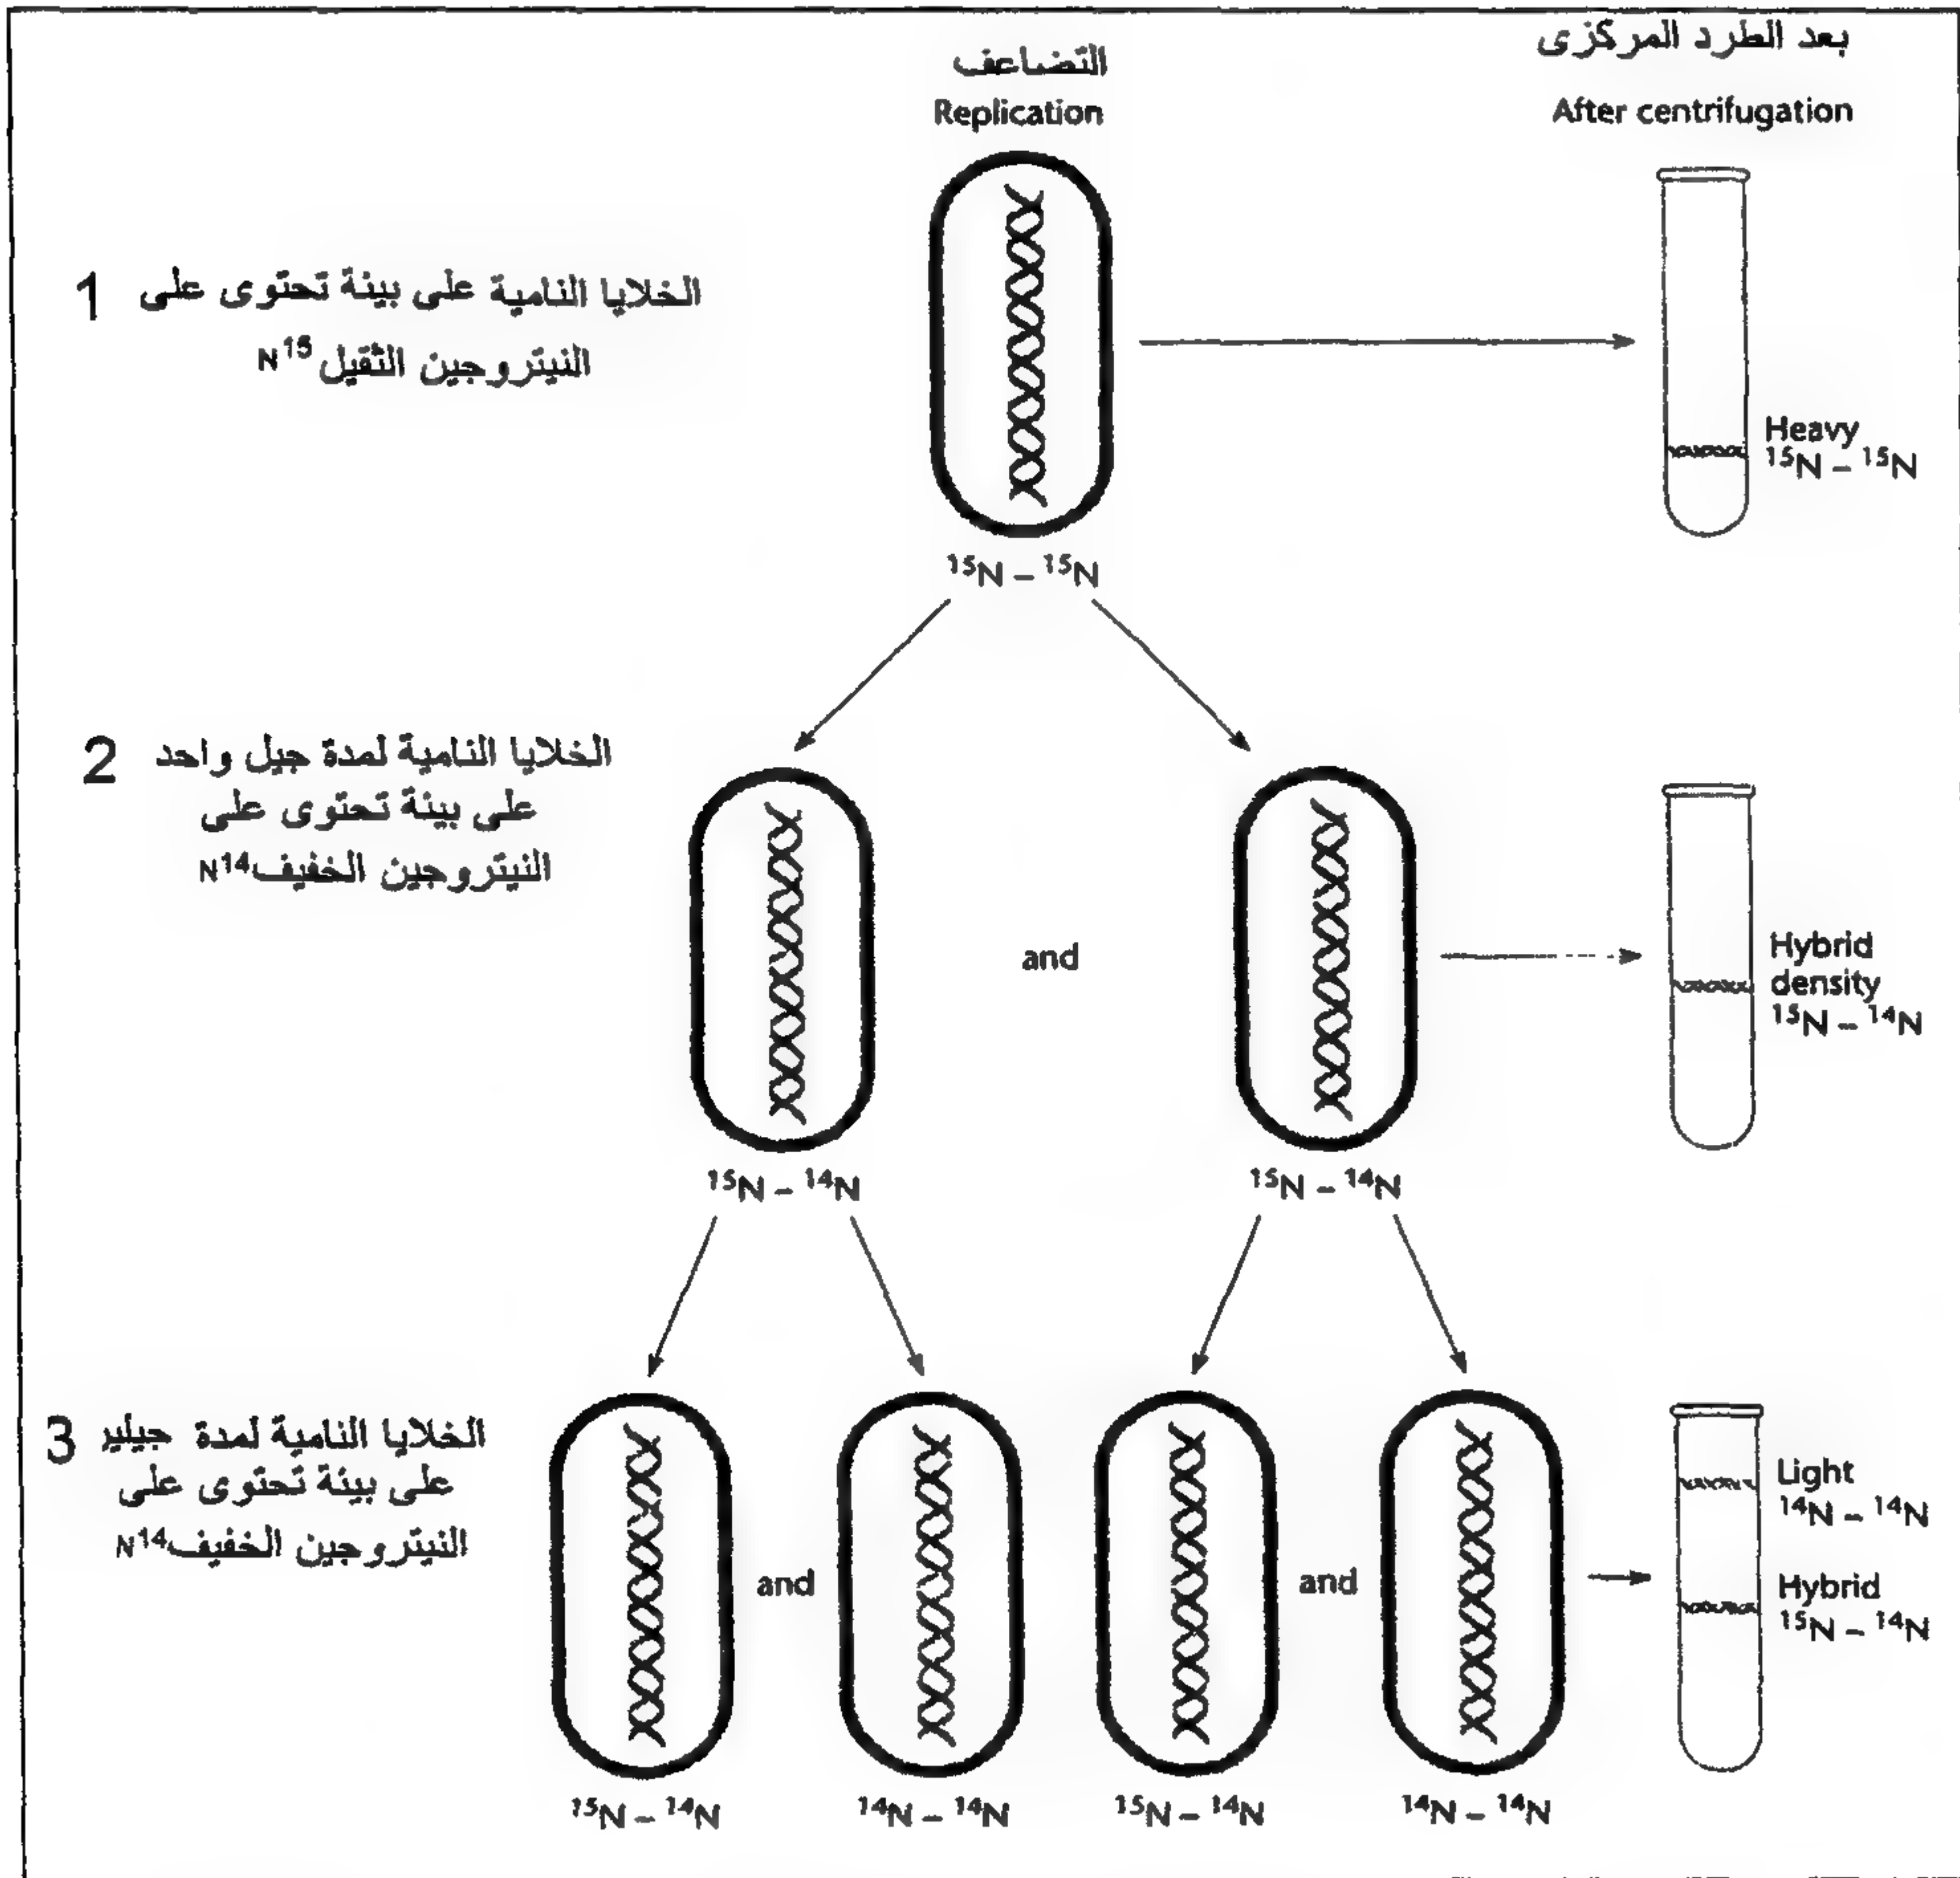 التضاعف
Replication
بعد الطرد المركزى
After centrifugation
1 الخلايا النامية على بيئة تحتوى على
النيتروجين الثقيل N¹⁵
Heavy
¹⁵N – ¹⁵N
¹⁵N – ¹⁵N
2 الخلايا النامية لمدة جيل واحد
على بيئة تحتوى على
النيتروجين الخفيف N¹⁴
and
Hybrid
density
¹⁵N – ¹⁴N
¹⁵N – ¹⁴N
¹⁵N – ¹⁴N
3 الخلايا النامية لمدة جيلير
على بيئة تحتوى على
النيتروجين الخفيف N¹⁴
and
and
Light
¹⁴N – ¹⁴N
Hybrid
¹⁵N – ¹⁴N
¹⁵N – ¹⁴N
¹⁴N – ¹⁴N
¹⁵N – ¹⁴N
¹⁴N – ¹⁴N